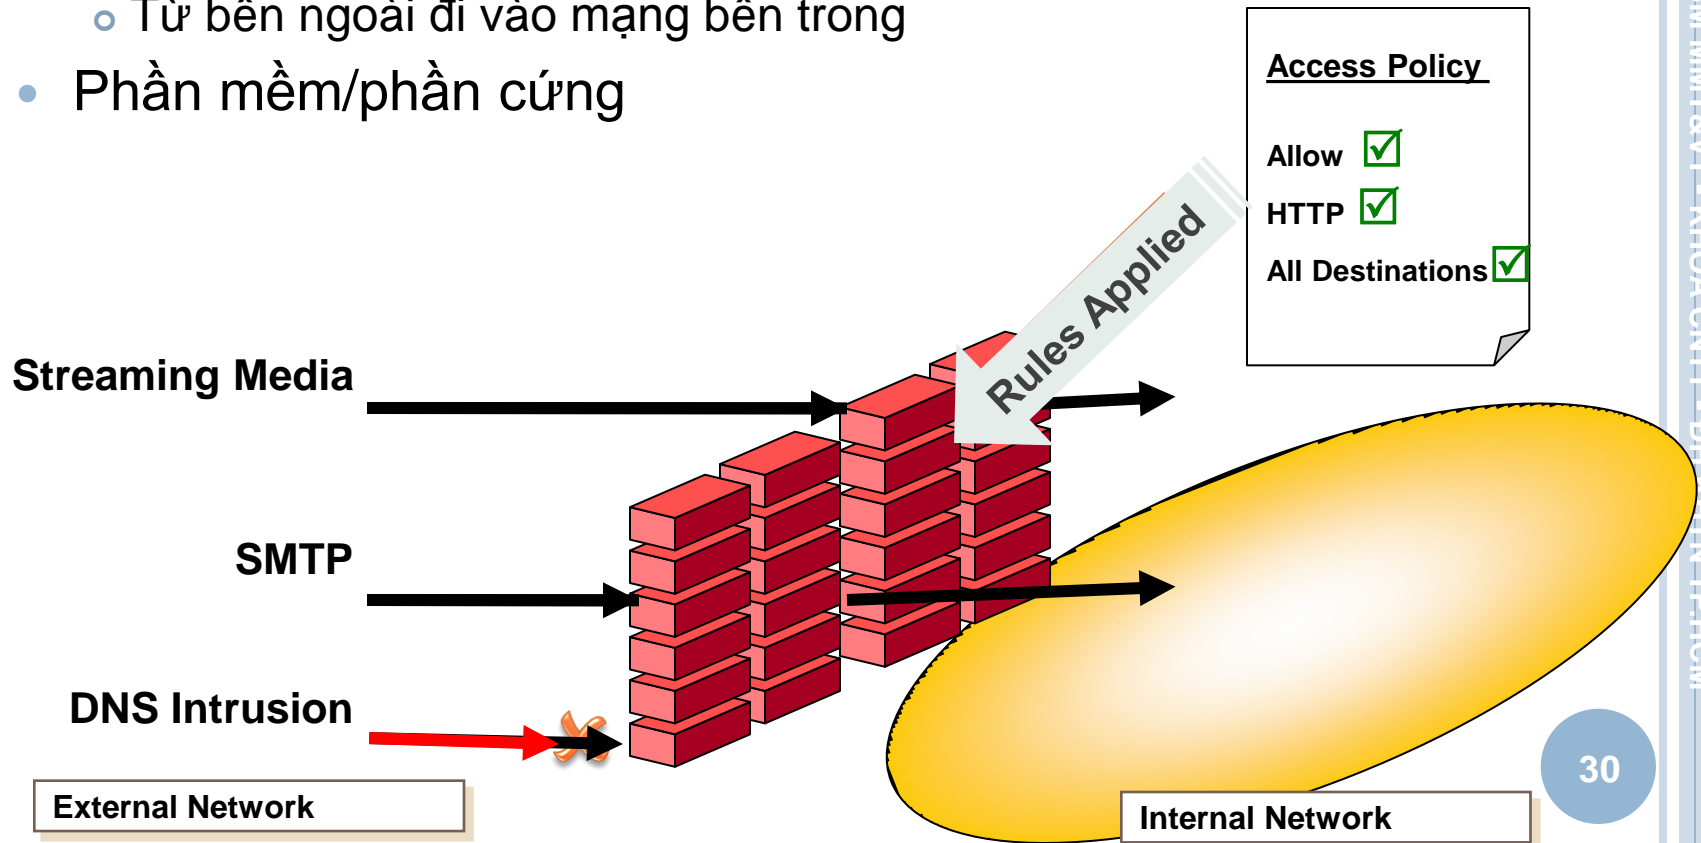 Từ bên ngoài đi vào mạng bên trong
Phần mềm/phần cứng
Access Policy
Allow
HTTP
All Destinations
Rules Applied
Streaming Media
SMTP
DNS Intrusion
External Network
Internal Network
30